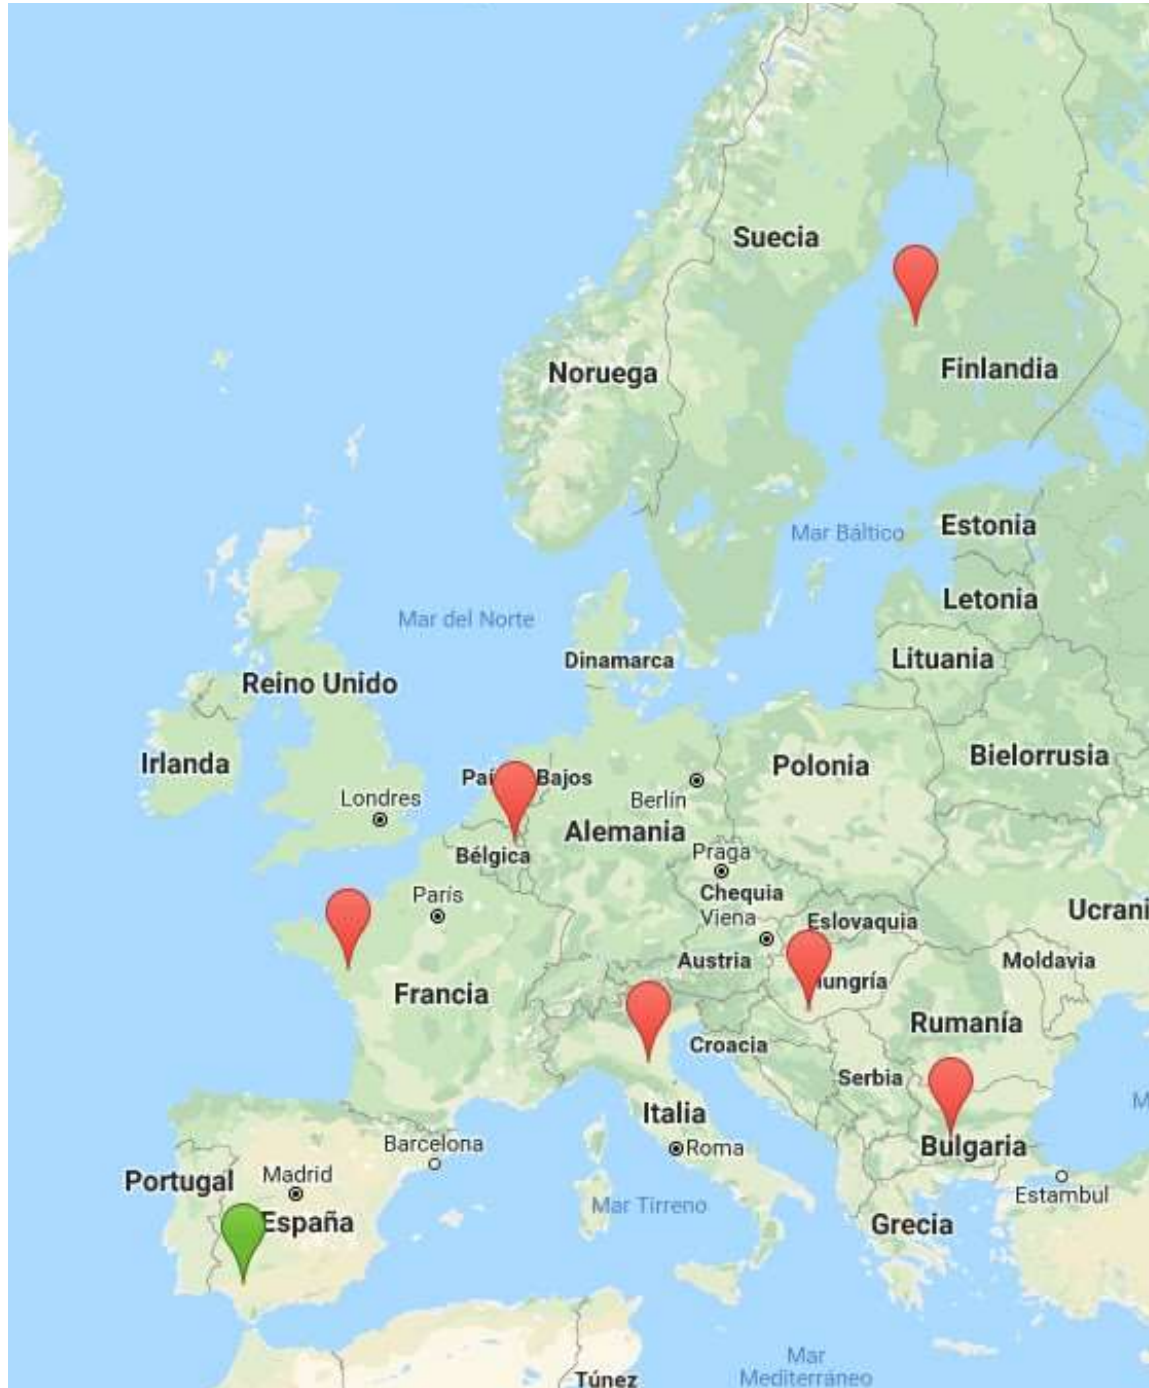 Suecia
Noruega
Finlandia
Mar Báltico
Estonia
Letonia
Mar del Norte
Dinamarca
Lituania
Reino Unido
Irlanda
Bielorrusia
Polonia
Bajos
Berlín
Londres
Alemania
Bélgica
Praga
Chequia
París
Viena
Eslovaquia
Ucrani
Austria
Moldavia
Francia
ungría
Rumanía
Croacia
Serbia
M
Italia
Barcelona
Roma
Bulgaria
Portugal
Madrid
Estambul
Mar Tirreno
España
Grecia
Mar
Mediterráneo
Túnez